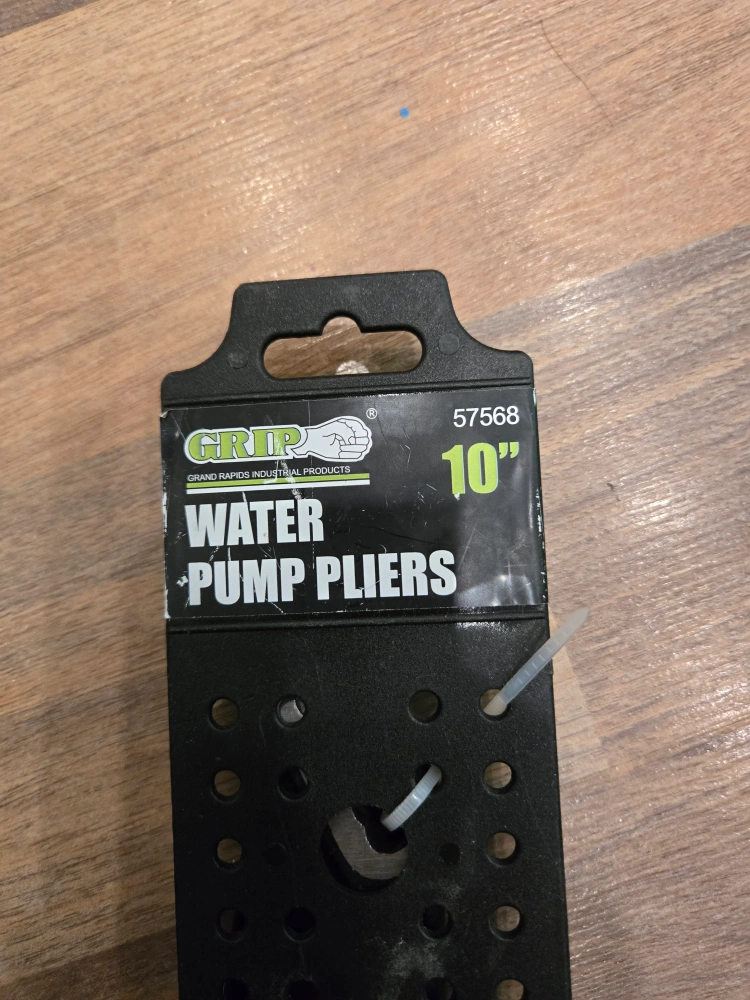 GRIP®
GRAND RAPIDS INDUSTRIAL PRODUCTS
57568
10”
WATER
PUMP PLIERS